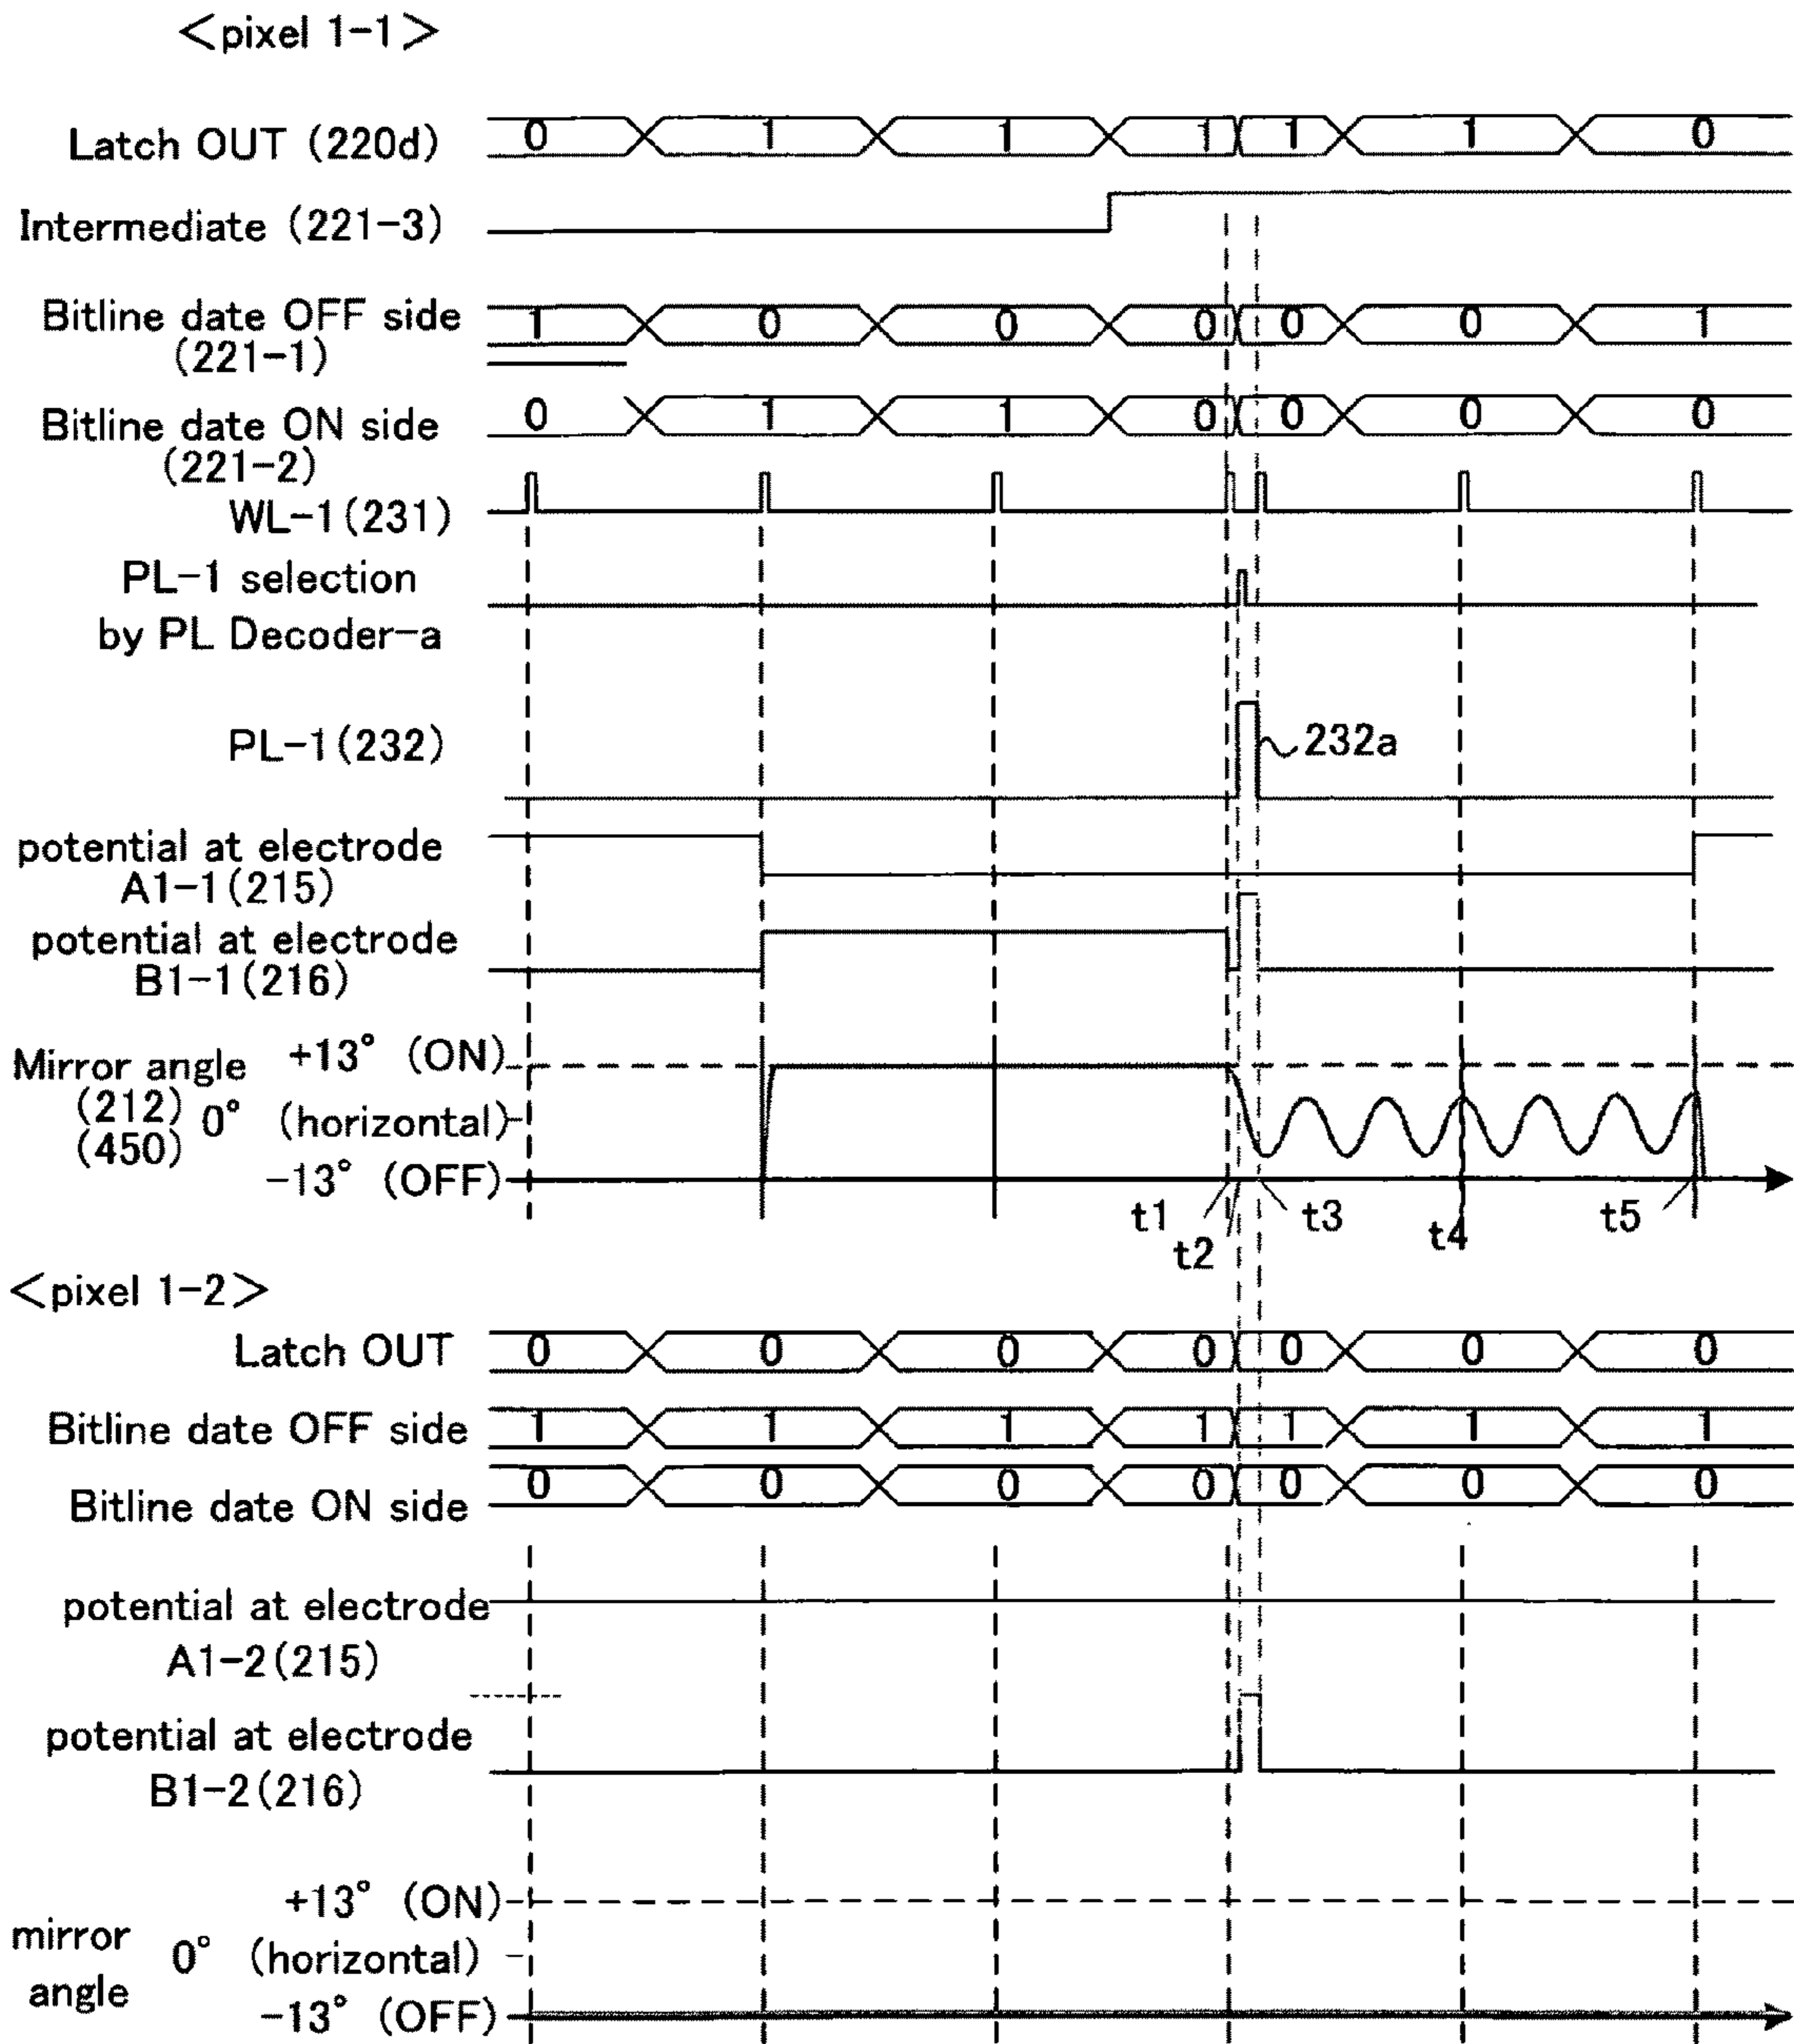 <pixel 1-1>
Latch OUT (220d) 0 1 1 1 1 1 0
Intermediate (221-3)
Bitline date OFF side 1 0 0 0 0 0 1
(221-1)
Bitline date ON side 0 1 1 0 0 0 0
(221-2)
WL-1(231)
PL-1 selection
by PL Decoder-a
PL-1(232) 232a
potential at electrode
A1-1(215)
potential at electrode
B1-1(216)
Mirror angle +13° (ON)
(212) 0° (horizontal)
(450)
-13° (OFF)
t1 t3 t5
t2 t4
<pixel 1-2>
Latch OUT 0 0 0 0 0 0 0
Bitline date OFF side 1 1 1 1 1 1 1
Bitline date ON side 0 0 0 0 0 0 0
potential at electrode
A1-2(215)
potential at electrode
B1-2(216)
+13° (ON)
mirror 0° (horizontal)
angle
-13° (OFF)